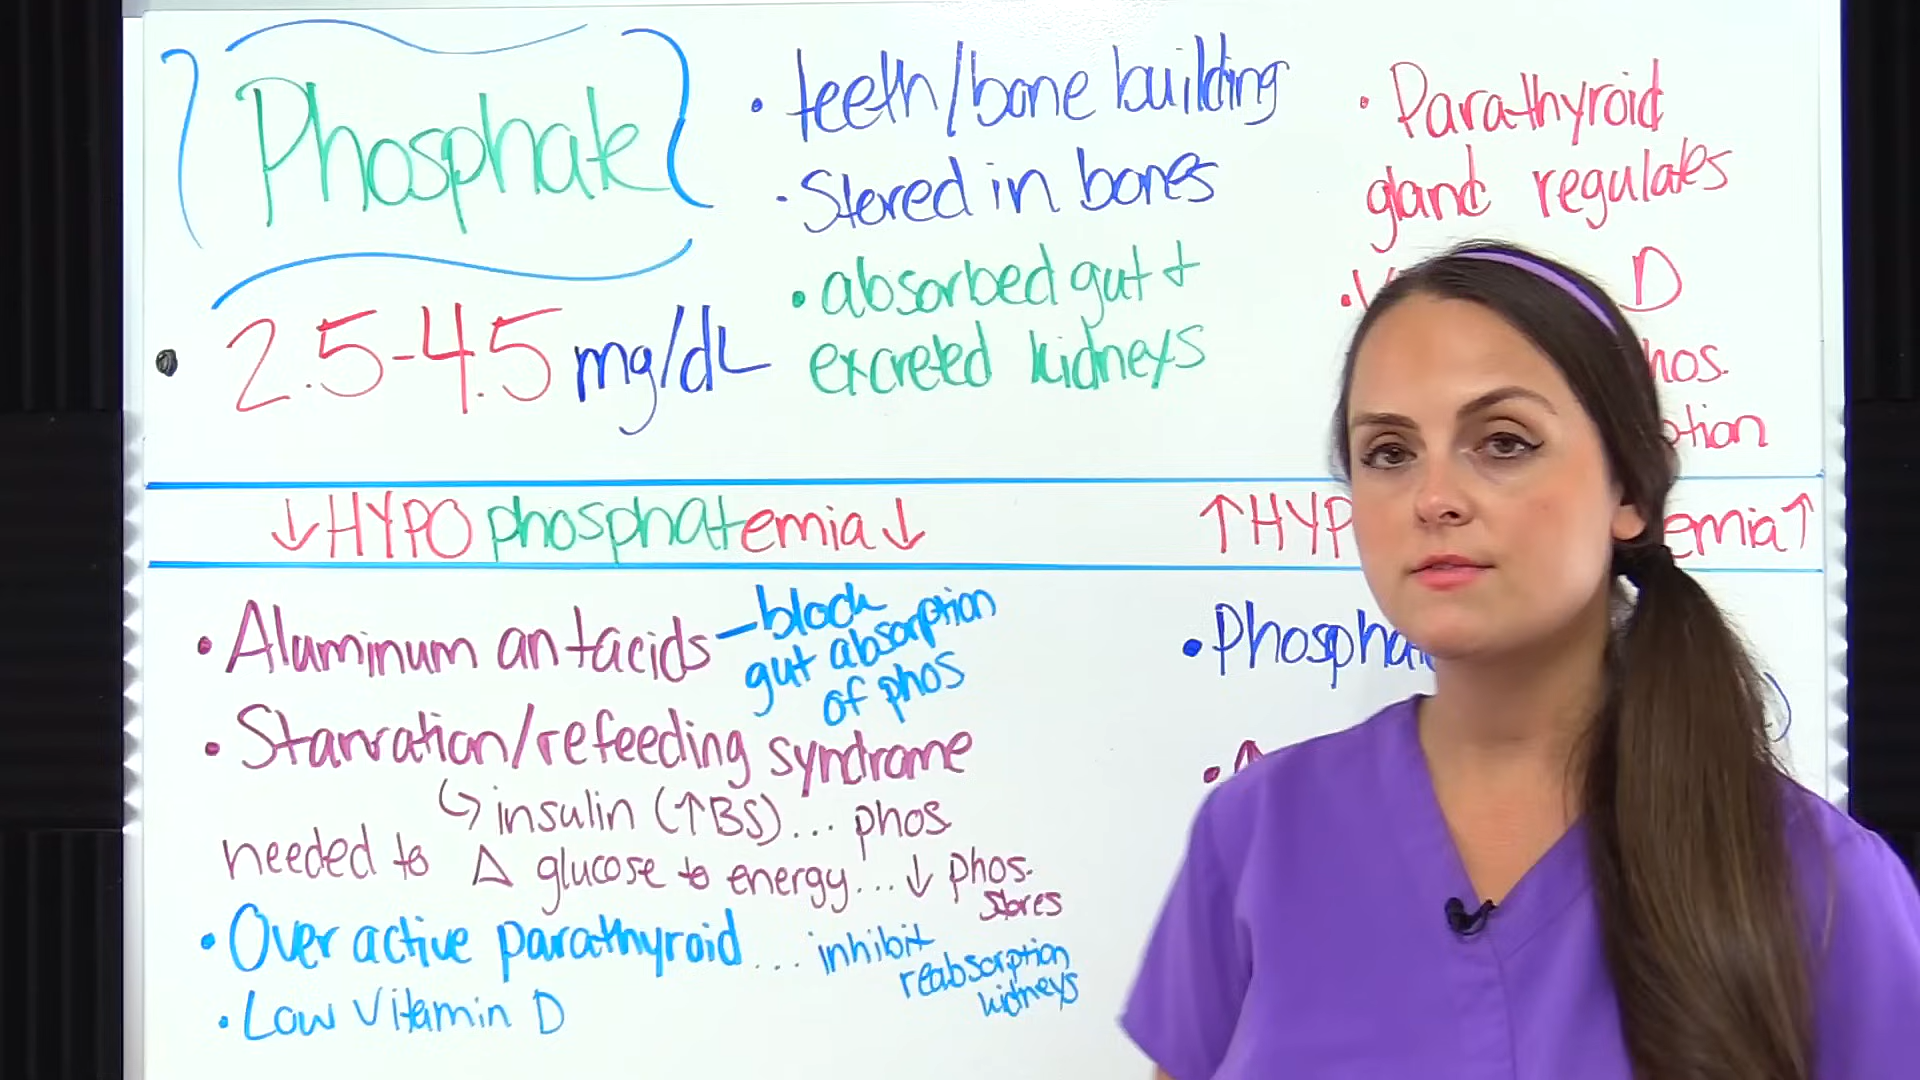 Phosphate
• 2.5-4.5 mg/dL
• teeth/bone building
• Stored in bones
• absorbed gut +
excreted kidneys
• Parathyroid
gland regulates
D
phos.
↓HYPO phosphatemia↓
↑HYP emia↑
• Aluminum antacids – block
gut absorption
of phos
• Starvation/refeeding syndrome
↳ insulin (↑BS)... phos
needed to Δ glucose to energy... ↓ phos.
stores
• Over active parathyroid ... inhibit
reabsorption
kidneys
• Low Vitamin D
• Phospha